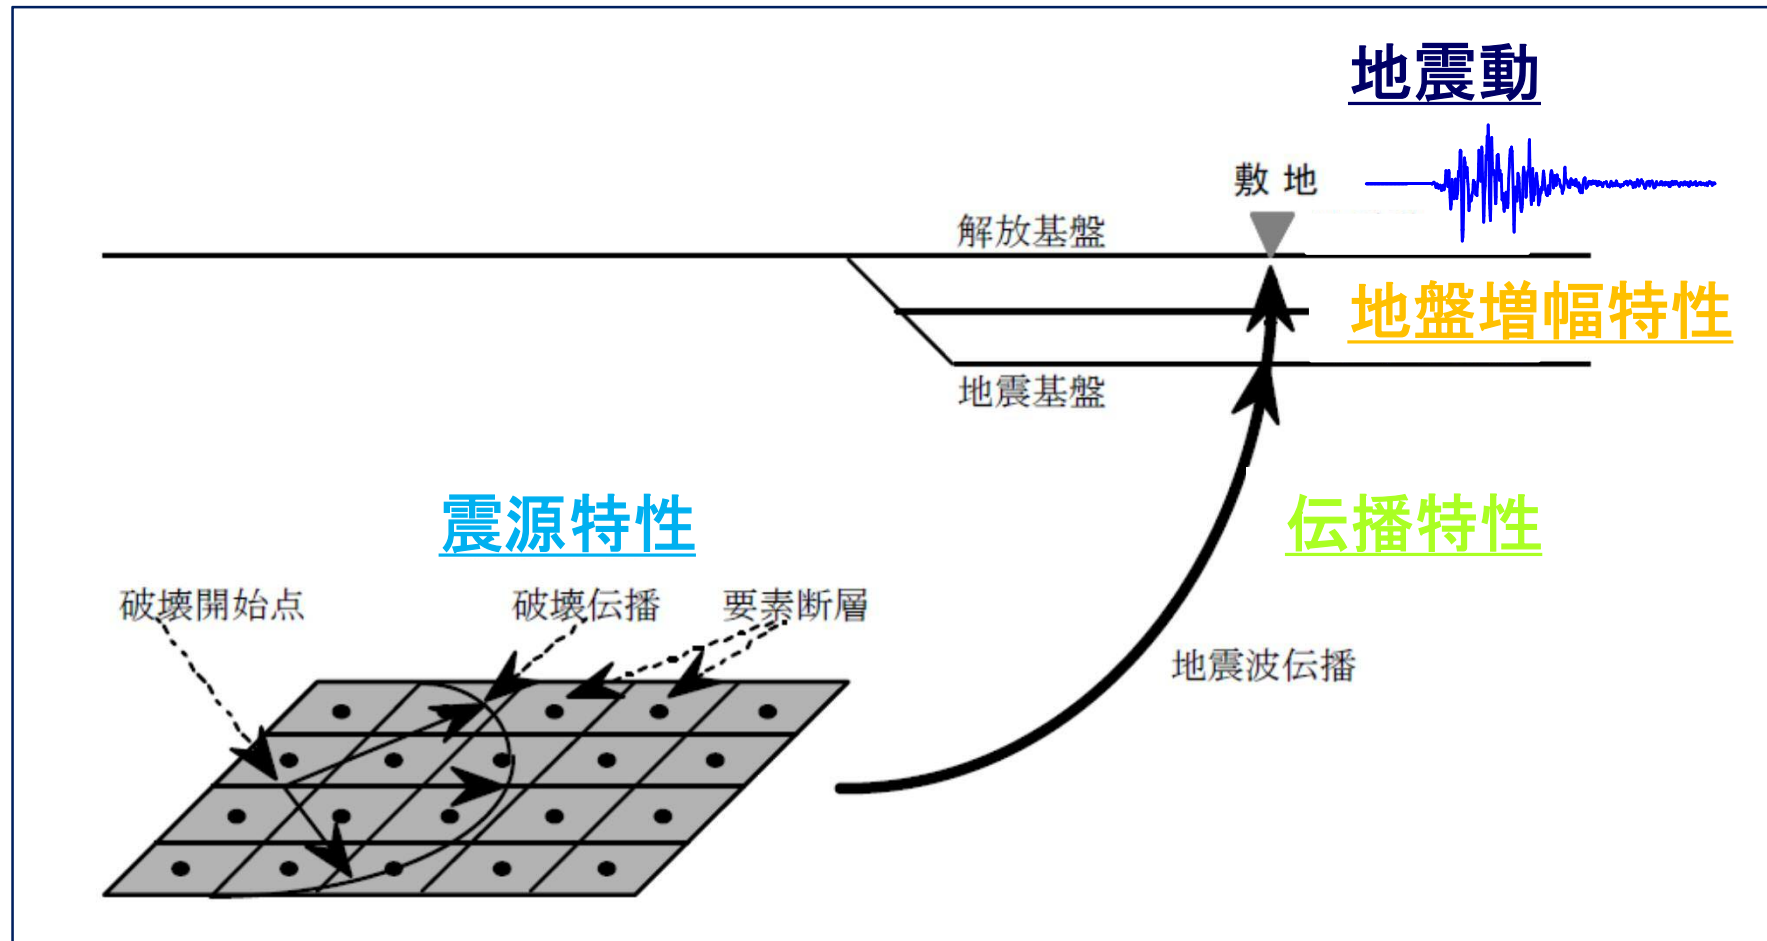 地震動
敷 地
解放基盤
地盤増幅特性
地震基盤
震源特性
伝播特性
破壊開始点
破壊伝播
要素断層
地震波伝播